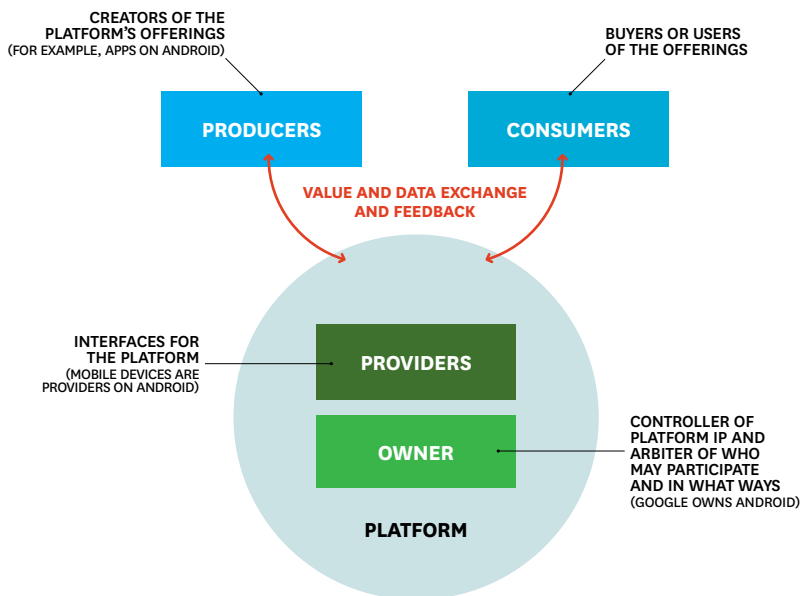 CREATORS OF THE
PLATFORM'S OFFERINGS
(FOR EXAMPLE, APPS ON ANDROID)
BUYERS OR USERS
OF THE OFFERINGS
PRODUCERS
CONSUMERS
VALUE AND DATA EXCHANGE
AND FEEDBACK
INTERFACES FOR
THE PLATFORM
(MOBILE DEVICES ARE
PROVIDERS ON ANDROID)
PROVIDERS
OWNER
CONTROLLER OF
PLATFORM IP AND
ARBITER OF WHO
MAY PARTICIPATE
AND IN WHAT WAYS
(GOOGLE OWNS ANDROID)
PLATFORM